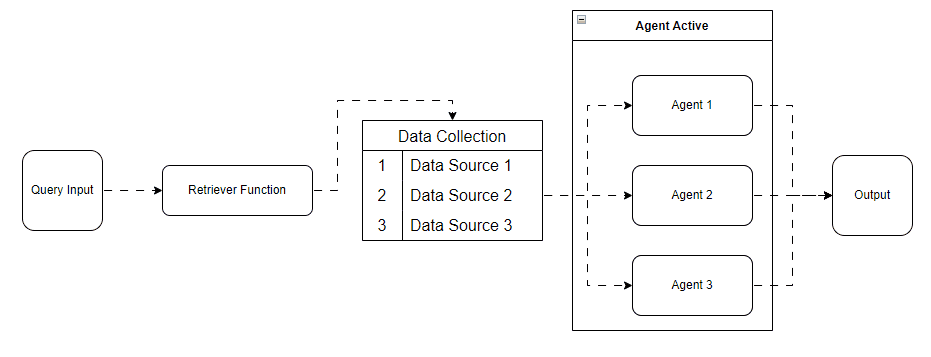 Agent Active
Query Input
Retriever Function
Data Collection
1 Data Source 1
2 Data Source 2
3 Data Source 3
Agent 1
Agent 2
Agent 3
Output